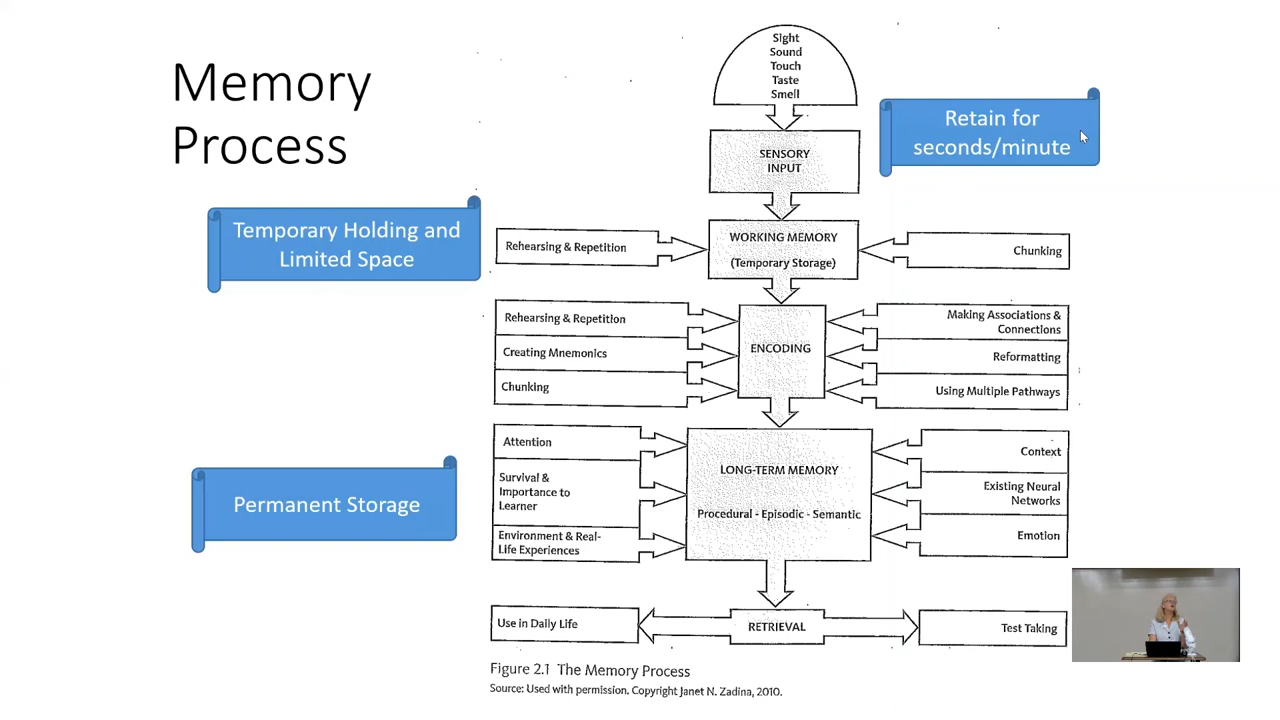 Memory
Process
Sight
Sound
Touch
Taste
Smell
Retain for
seconds/minute
SENSORY
INPUT
Temporary Holding and
Limited Space
Rehearsing & Repetition
WORKING MEMORY
(Temporary Storage)
Chunking
Rehearsing & Repetition
Creating Mnemonics
Chunking
ENCODING
Making Associations &
Connections
Reformatting
Using Multiple Pathways
Permanent Storage
Attention
Survival &
Importance to
Learner
Environment & Real-
Life Experiences
LONG-TERM MEMORY
Procedural - Episodic - Semantic
Context
Existing Neural
Networks
Emotion
Use in Daily Life
RETRIEVAL
Test Taking
Figure 2.1 The Memory Process
Source: Used with permission. Copyright Janet N. Zadina, 2010.